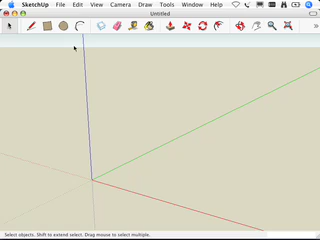 SketchUp File Edit View Camera Draw Tools Window Help
Untitled
Select objects. Shift to extend select. Drag mouse to select multiple.